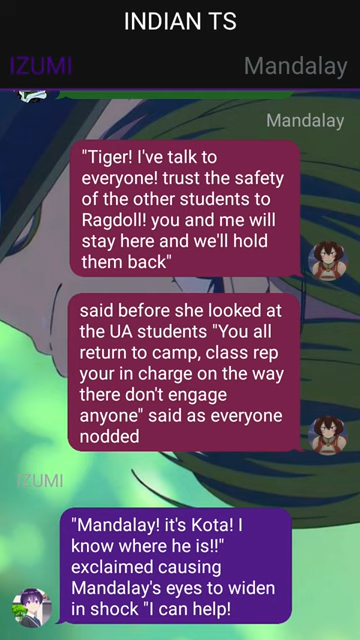 INDIAN TS
IZUMI
Mandalay
Mandalay
"Tiger! I've talk to
everyone! trust the safety
of the other students to
Ragdoll! you and me will
stay here and we'll hold
them back"
said before she looked at
the UA students "You all
return to camp, class rep
your in charge on the way
there don't engage
anyone" said as everyone
nodded
IZUMI
"Mandalay! it's Kota! I
know where he is!!"
exclaimed causing
Mandalay's eyes to widen
in shock "I can help!